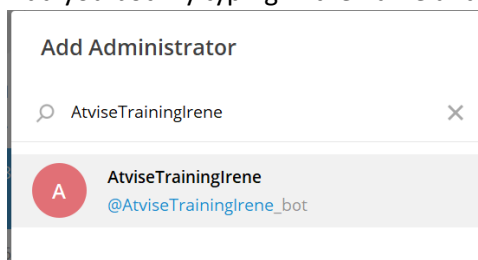 Add Administrator
AtviseTrainingIrene
A
AtviseTrainingIrene
@AtviseTrainingIrene_bot